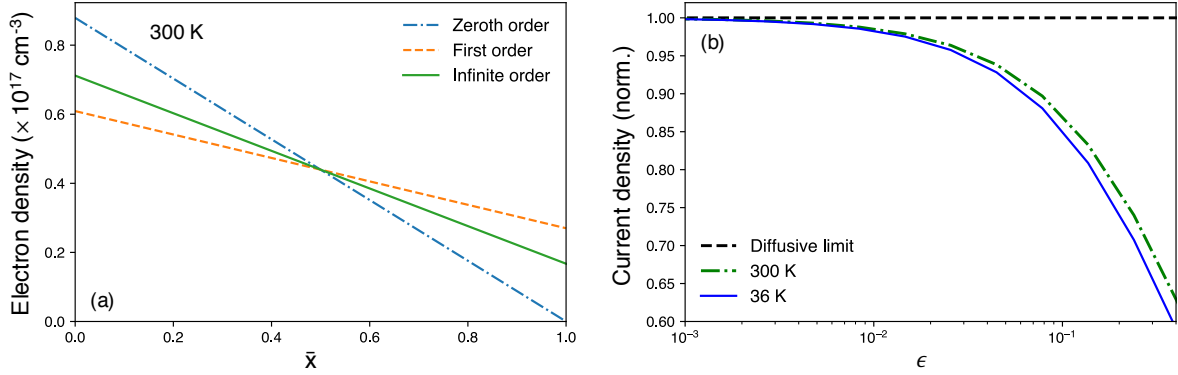 Electron density (× 10¹⁷ cm⁻³)
0.8
0.6
0.4
0.2
0.0
300 K
Zeroth order
First order
Infinite order
(a)
0.0 0.2 0.4 0.6 0.8 1.0
x̄
Current density (norm.)
1.00
0.95
0.90
0.85
0.80
0.75
0.70
0.65
0.60
(b)
Diffusive limit
300 K
36 K
10⁻³ 10⁻² 10⁻¹
ϵ